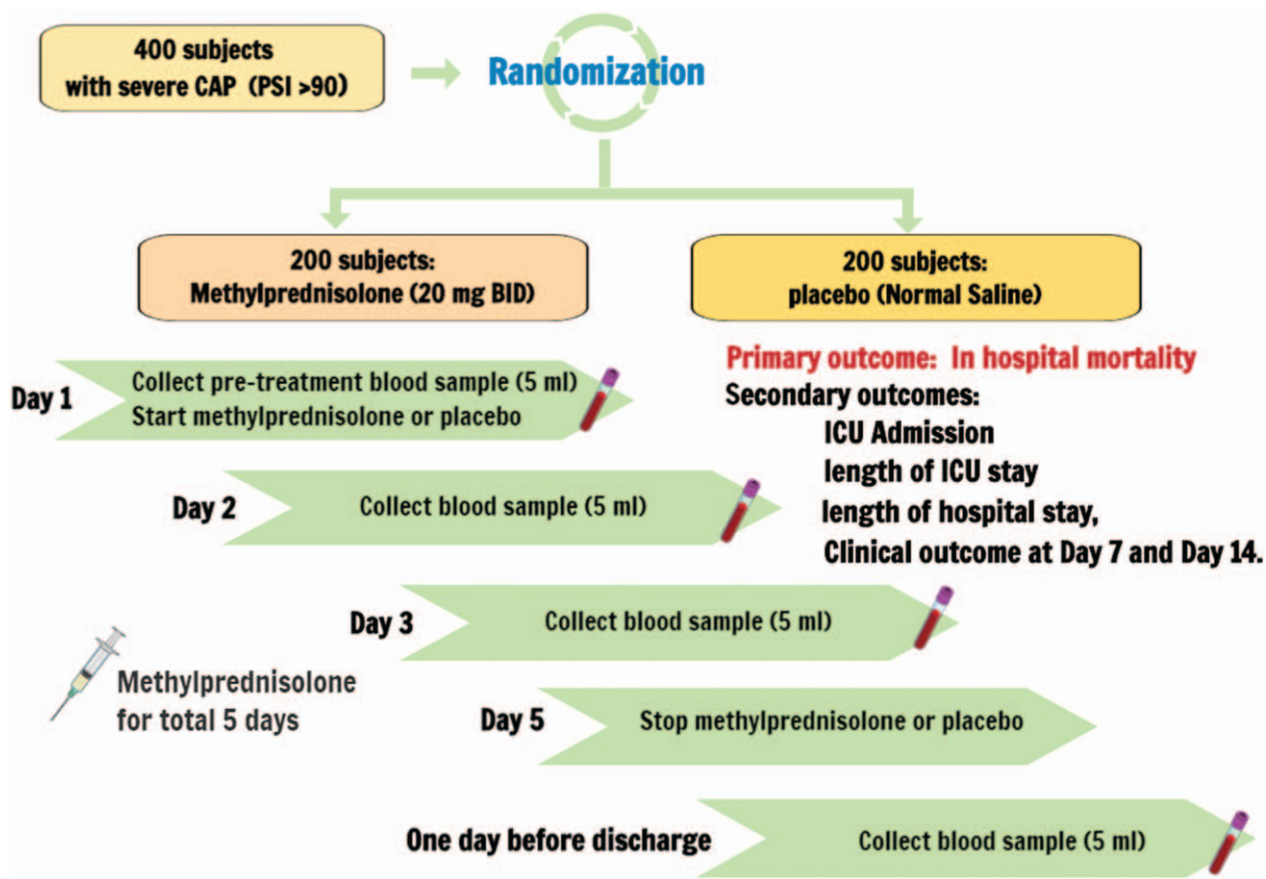 400 subjects
with severe CAP (PSI >90)
Randomization
200 subjects:
Methylprednisolone (20 mg BID)
200 subjects:
placebo (Normal Saline)
Primary outcome: In hospital mortality
Secondary outcomes:
ICU Admission
length of ICU stay
length of hospital stay,
Clinical outcome at Day 7 and Day 14.
Day 1
Collect pre-treatment blood sample (5 ml)
Start methylprednisolone or placebo
Day 2
Collect blood sample (5 ml)
Day 3
Collect blood sample (5 ml)
Methylprednisolone
for total 5 days
Day 5
Stop methylprednisolone or placebo
One day before discharge
Collect blood sample (5 ml)